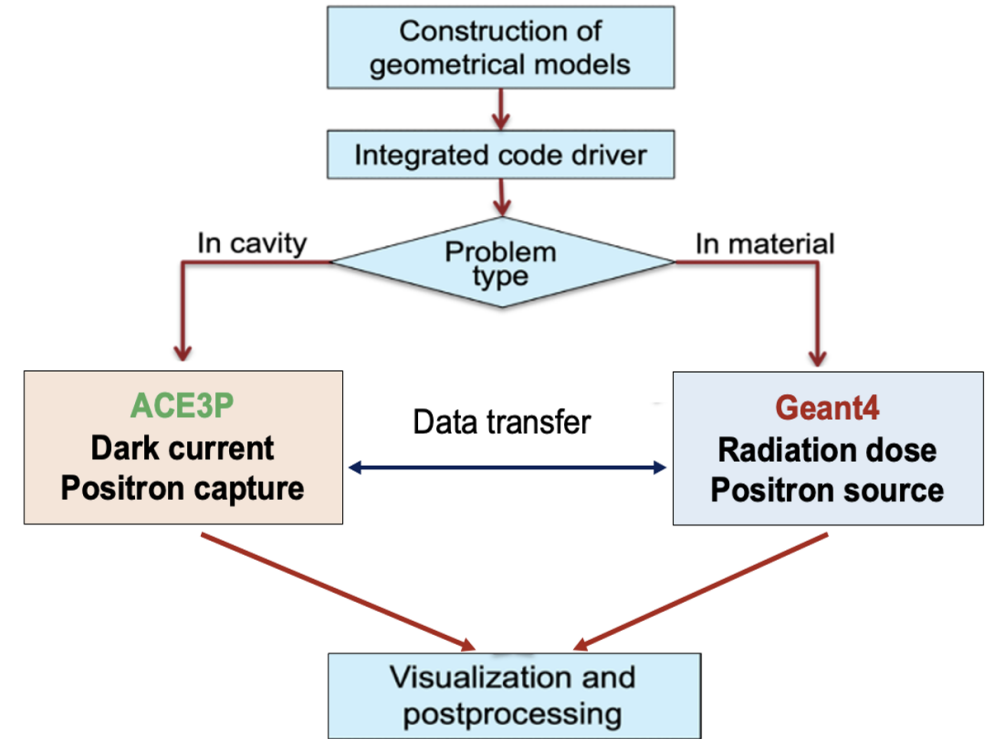 Construction of
geometrical models
Integrated code driver
In cavity
Problem
type
In material
ACE3P
Dark current
Positron capture
Data transfer
Geant4
Radiation dose
Positron source
Visualization and
postprocessing